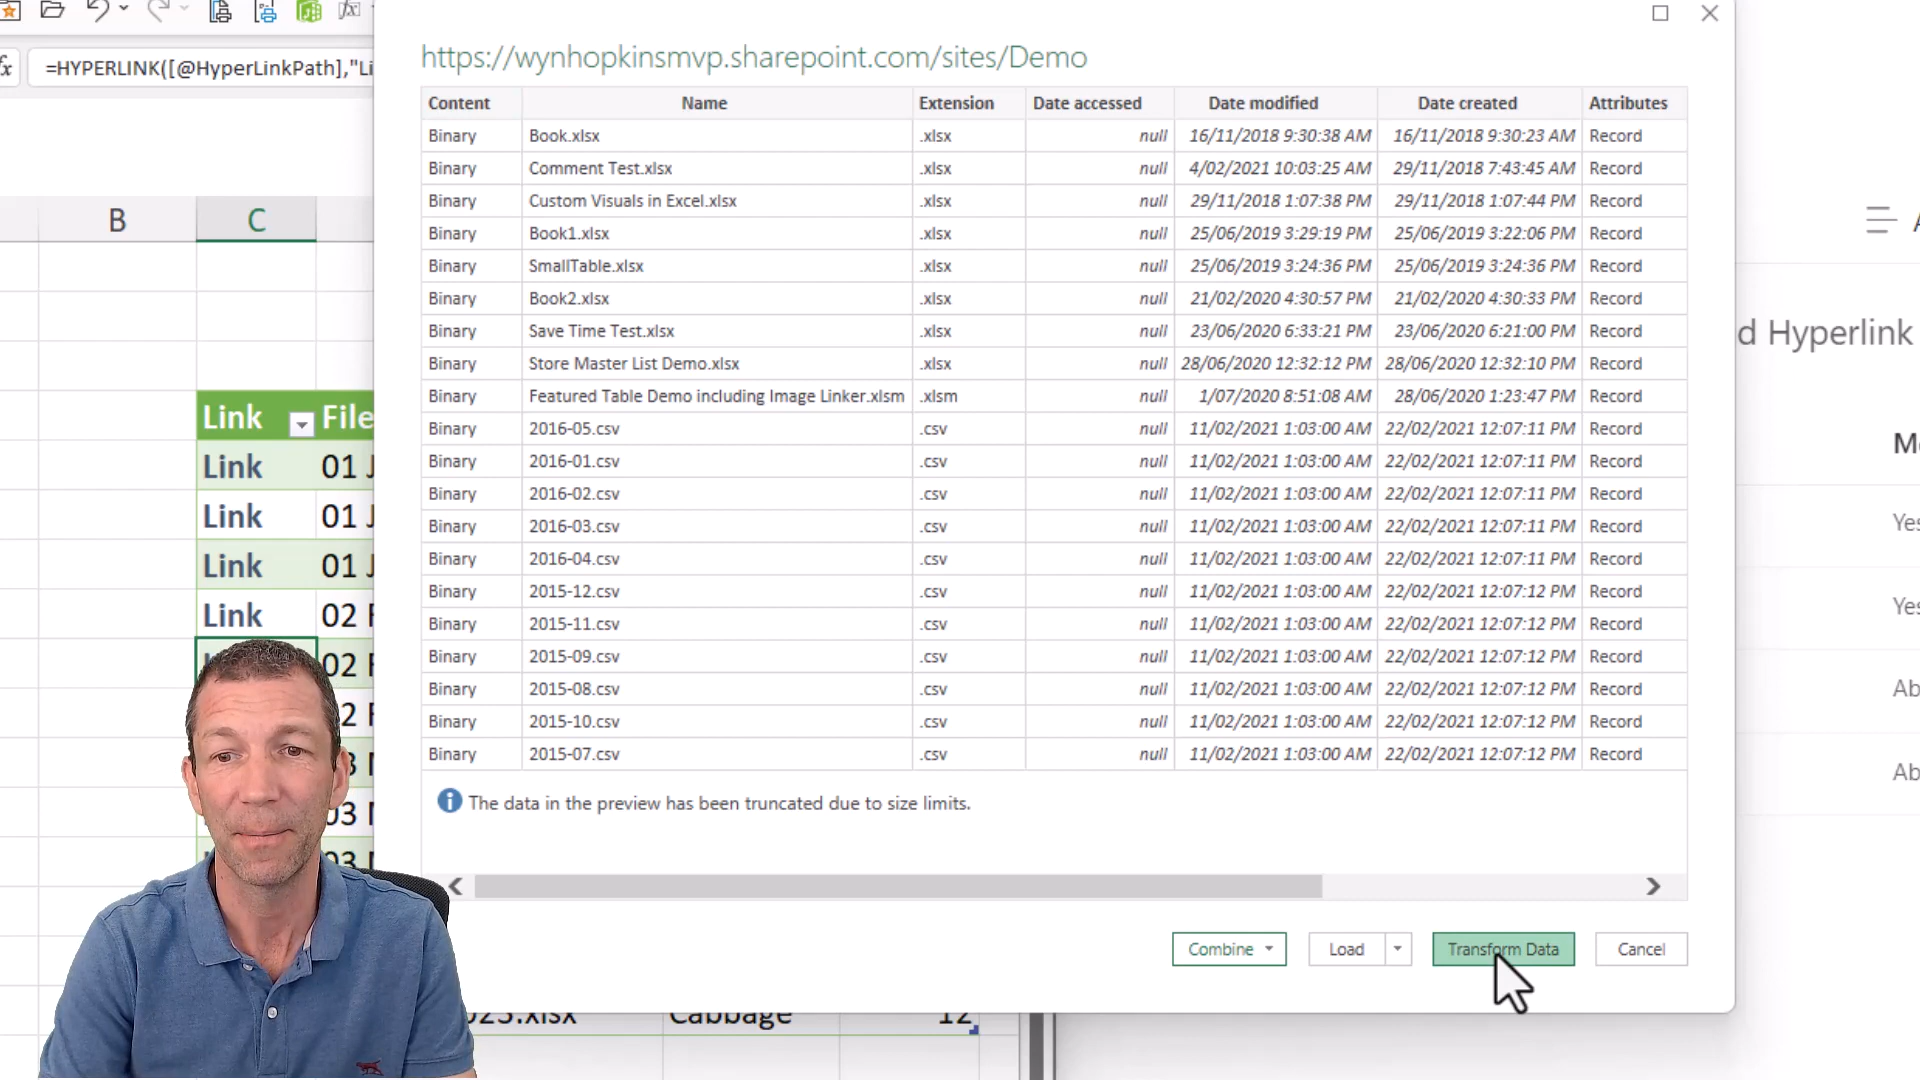 https://wynhopkinsmvp.sharepoint.com/sites/Demo
=HYPERLINK([@HyperLinkPath],"Li
Content Name Extension Date accessed Date modified Date created Attributes
Binary Book.xlsx .xlsx null 16/11/2018 9:30:38 AM 16/11/2018 9:30:23 AM Record
Binary Comment Test.xlsx .xlsx null 4/02/2021 10:03:25 AM 29/11/2018 7:43:45 AM Record
Binary Custom Visuals in Excel.xlsx .xlsx null 29/11/2018 1:07:38 PM 29/11/2018 1:07:44 PM Record
Binary Book1.xlsx .xlsx null 25/06/2019 3:29:19 PM 25/06/2019 3:22:06 PM Record
Binary SmallTable.xlsx .xlsx null 25/06/2019 3:24:36 PM 25/06/2019 3:24:36 PM Record
Binary Book2.xlsx .xlsx null 21/02/2020 4:30:57 PM 21/02/2020 4:30:33 PM Record
Binary Save Time Test.xlsx .xlsx null 23/06/2020 6:33:21 PM 23/06/2020 6:21:00 PM Record
Binary Store Master List Demo.xlsx .xlsx null 28/06/2020 12:32:12 PM 28/06/2020 12:32:10 PM Record
Binary Featured Table Demo including Image Linker.xlsm .xlsm null 1/07/2020 8:51:08 AM 28/06/2020 1:23:47 PM Record
Binary 2016-05.csv .csv null 11/02/2021 1:03:00 AM 22/02/2021 12:07:11 PM Record
Binary 2016-01.csv .csv null 11/02/2021 1:03:00 AM 22/02/2021 12:07:11 PM Record
Binary 2016-02.csv .csv null 11/02/2021 1:03:00 AM 22/02/2021 12:07:11 PM Record
Binary 2016-03.csv .csv null 11/02/2021 1:03:00 AM 22/02/2021 12:07:11 PM Record
Binary 2016-04.csv .csv null 11/02/2021 1:03:00 AM 22/02/2021 12:07:11 PM Record
Binary 2015-12.csv .csv null 11/02/2021 1:03:00 AM 22/02/2021 12:07:12 PM Record
Binary 2015-11.csv .csv null 11/02/2021 1:03:00 AM 22/02/2021 12:07:12 PM Record
Binary 2015-09.csv .csv null 11/02/2021 1:03:00 AM 22/02/2021 12:07:12 PM Record
Binary 2015-08.csv .csv null 11/02/2021 1:03:00 AM 22/02/2021 12:07:12 PM Record
Binary 2015-10.csv .csv null 11/02/2021 1:03:00 AM 22/02/2021 12:07:12 PM Record
Binary 2015-07.csv .csv null 11/02/2021 1:03:00 AM 22/02/2021 12:07:12 PM Record
The data in the preview has been truncated due to size limits.
Combine Load Transform Data Cancel
B C
Link File
Link 01 J
Link 01 J
Link 01 J
Link 02 F
02 F
2 F
03 M
Cabbage 12
d Hyperlink
Yes
Yes